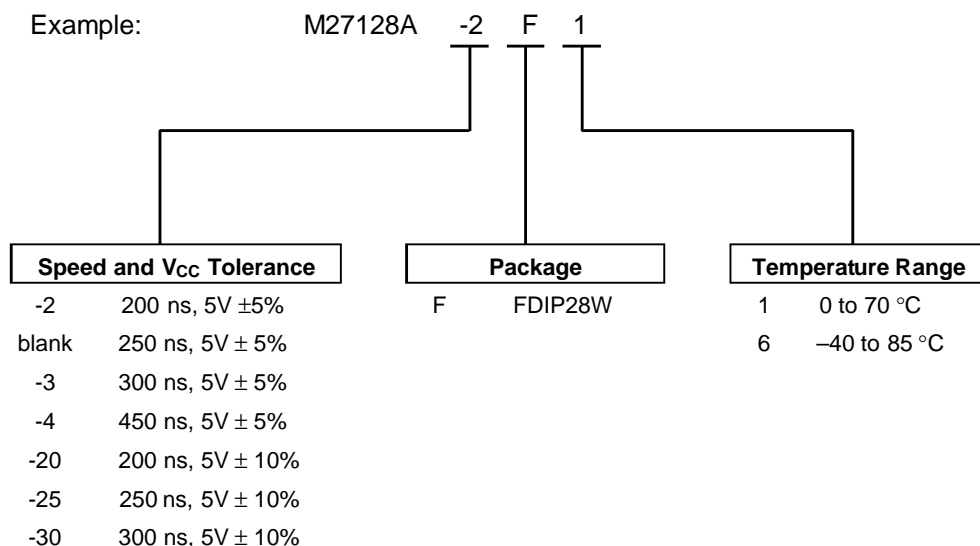 Example: M27128A -2 F 1
Speed and VCC Tolerance
-2 200 ns, 5V ±5%
blank 250 ns, 5V ± 5%
-3 300 ns, 5V ± 5%
-4 450 ns, 5V ± 5%
-20 200 ns, 5V ± 10%
-25 250 ns, 5V ± 10%
-30 300 ns, 5V ± 10%
Package
F FDIP28W
Temperature Range
1 0 to 70 °C
6 –40 to 85 °C